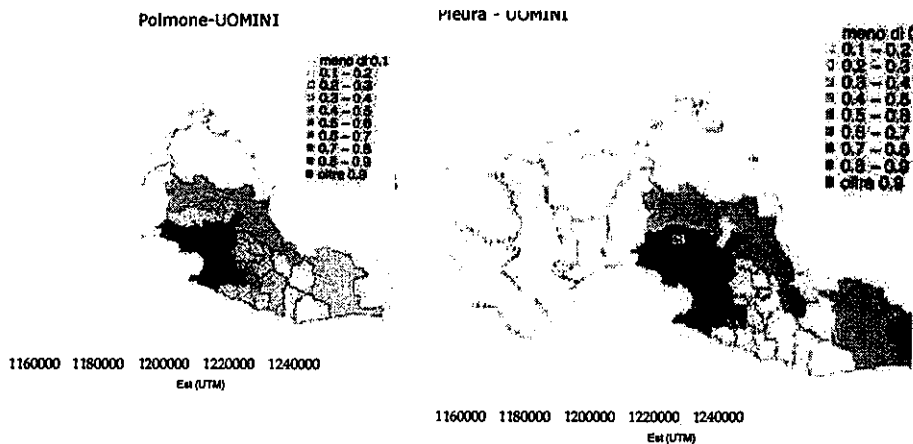 Polmone-UOMINI
meno di 0.1
0.1 - 0.2
0.2 - 0.3
0.3 - 0.4
0.4 - 0.5
0.5 - 0.6
0.6 - 0.7
0.7 - 0.8
0.8 - 0.9
oltre 0.9
1160000 1180000 1200000 1220000 1240000
Est (UTM)
Pleura - UOMINI
meno di 0
0.1 - 0.2
0.2 - 0.3
0.3 - 0.4
0.4 - 0.5
0.5 - 0.6
0.6 - 0.7
0.7 - 0.8
0.8 - 0.9
oltre 0.9
1160000 1180000 1200000 1220000 1240000
Est (UTM)